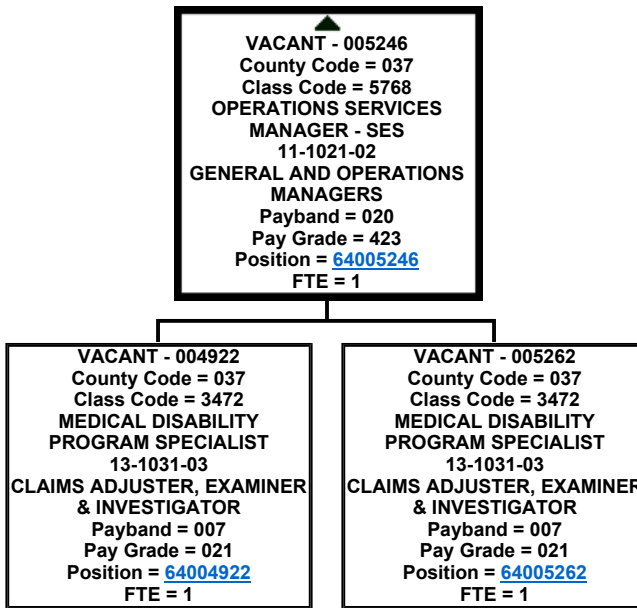 VACANT - 005246
County Code = 037
Class Code = 5768
OPERATIONS SERVICES
MANAGER - SES
11-1021-02
GENERAL AND OPERATIONS
MANAGERS
Payband = 020
Pay Grade = 423
Position = 64005246
FTE = 1
VACANT - 004922
County Code = 037
Class Code = 3472
MEDICAL DISABILITY
PROGRAM SPECIALIST
13-1031-03
CLAIMS ADJUSTER, EXAMINER
& INVESTIGATOR
Payband = 007
Pay Grade = 021
Position = 64004922
FTE = 1
VACANT - 005262
County Code = 037
Class Code = 3472
MEDICAL DISABILITY
PROGRAM SPECIALIST
13-1031-03
CLAIMS ADJUSTER, EXAMINER
& INVESTIGATOR
Payband = 007
Pay Grade = 021
Position = 64005262
FTE = 1